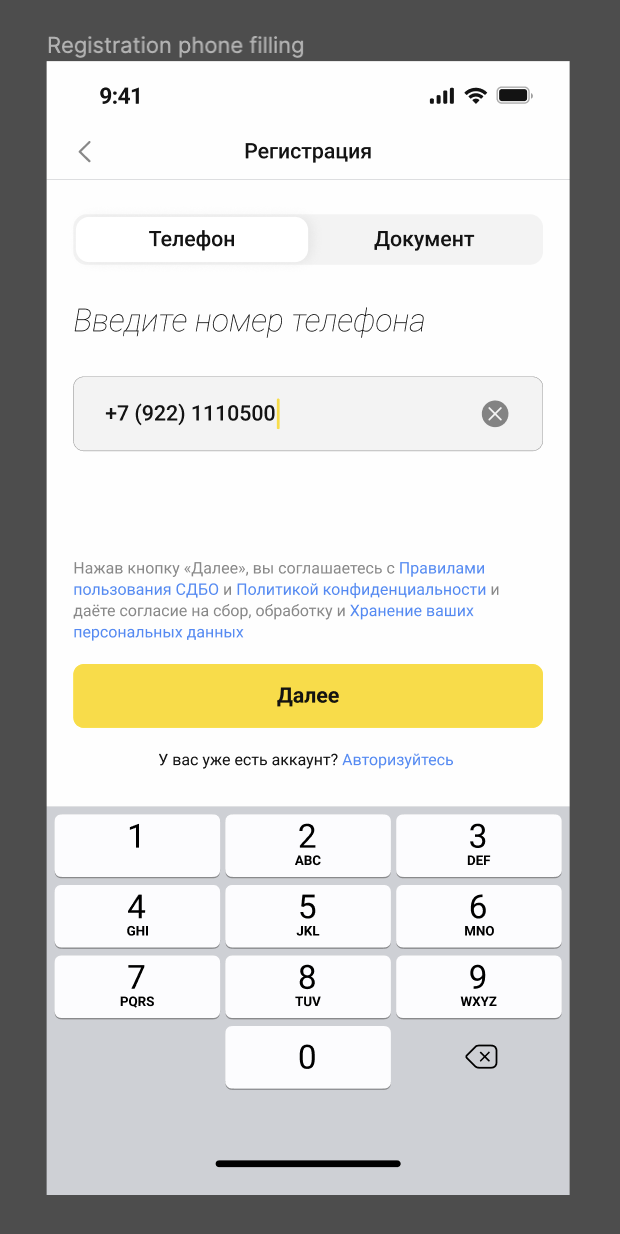 Registration phone filling
9:41
Регистрация
Телефон Документ
Введите номер телефона
+7 (922) 1110500
Нажав кнопку «Далее», вы соглашаетесь с Правилами
пользования СДБО и Политикой конфиденциальности и
даёте согласие на сбор, обработку и Хранение ваших
персональных данных
Далее
У вас уже есть аккаунт? Авторизуйтесь
1 2 3
ABC DEF
4 5 6
GHI JKL MNO
7 8 9
PQRS TUV WXYZ
0